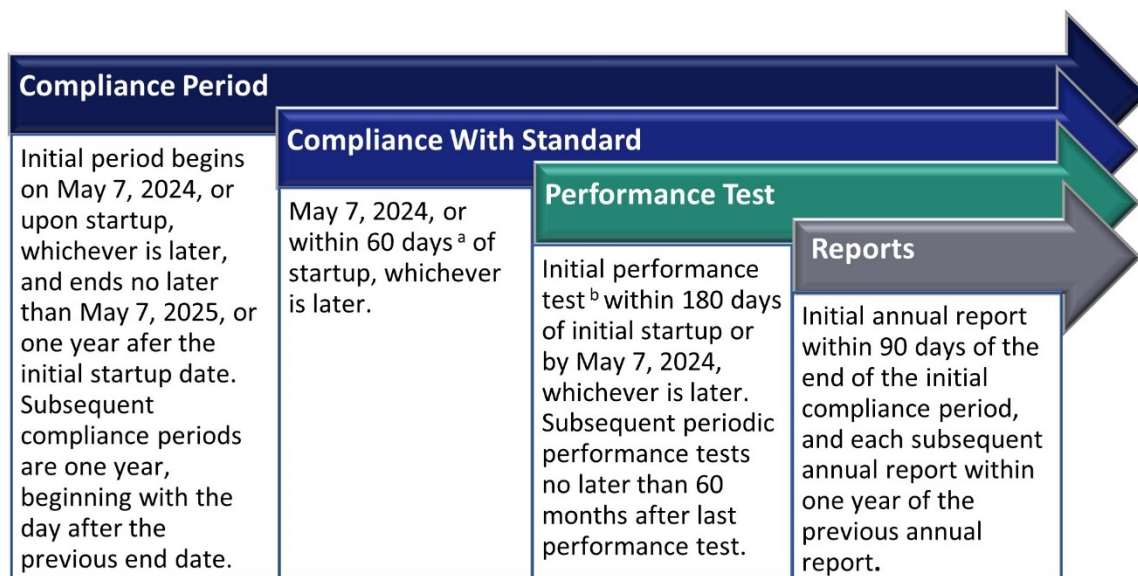 Compliance Period
Initial period begins
on May 7, 2024, or
upon startup,
whichever is later,
and ends no later
than May 7, 2025, or
one year afer the
initial startup date.
Subsequent
compliance periods
are one year,
beginning with the
day after the
previous end date.
Compliance With Standard
May 7, 2024, or
within 60 days a of
startup, whichever
is later.
Performance Test
Initial performance
test b within 180 days
of initial startup or
by May 7, 2024,
whichever is later.
Subsequent periodic
performance tests
no later than 60
months after last
performance test.
Reports
Initial annual report
within 90 days of the
end of the initial
compliance period,
and each subsequent
annual report within
one year of the
previous annual
report.